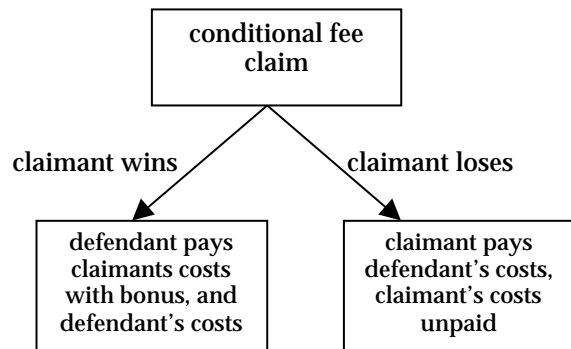 conditional fee
claim
claimant wins
claimant loses
defendant pays
claimants costs
with bonus, and
defendant's costs
claimant pays
defendant’s costs,
claimant’s costs
unpaid